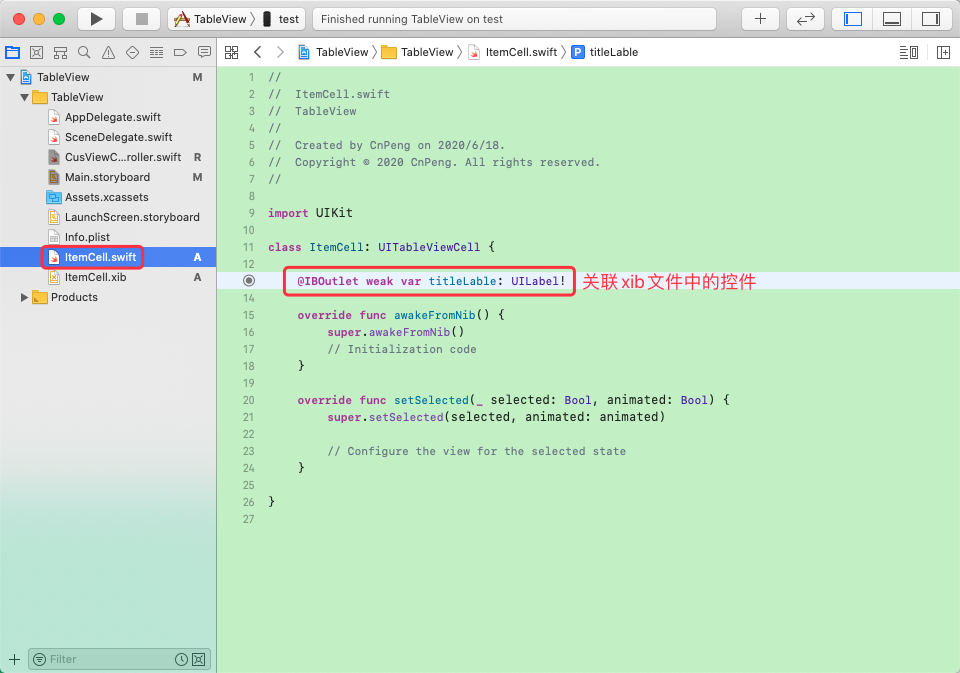 TableView
test
Finished running TableView on test
TableView
TableView
ItemCell.swift
P
titleLable
TableView
M
TableView
AppDelegate.swift
SceneDelegate.swift
CusViewC...roller.swift
R
Main.storyboard
M
Assets.xcassets
LaunchScreen.storyboard
Info.plist
ItemCell.swift
A
ItemCell.xib
A
Products
Filter
1 //
2 //  ItemCell.swift
3 //  TableView
4 //
5 //  Created by CnPeng on 2020/6/18.
6 //  Copyright © 2020 CnPeng. All rights reserved.
7 //
8
9 import UIKit
10
11 class ItemCell: UITableViewCell {
12
@IBOutlet weak var titleLable: UILabel!
关联xib文件中的控件
14
15 override func awakeFromNib() {
16 super.awakeFromNib()
17 // Initialization code
18 }
19
20 override func setSelected(_ selected: Bool, animated: Bool) {
21 super.setSelected(selected, animated: animated)
22
23 // Configure the view for the selected state
24 }
25
26 }
27